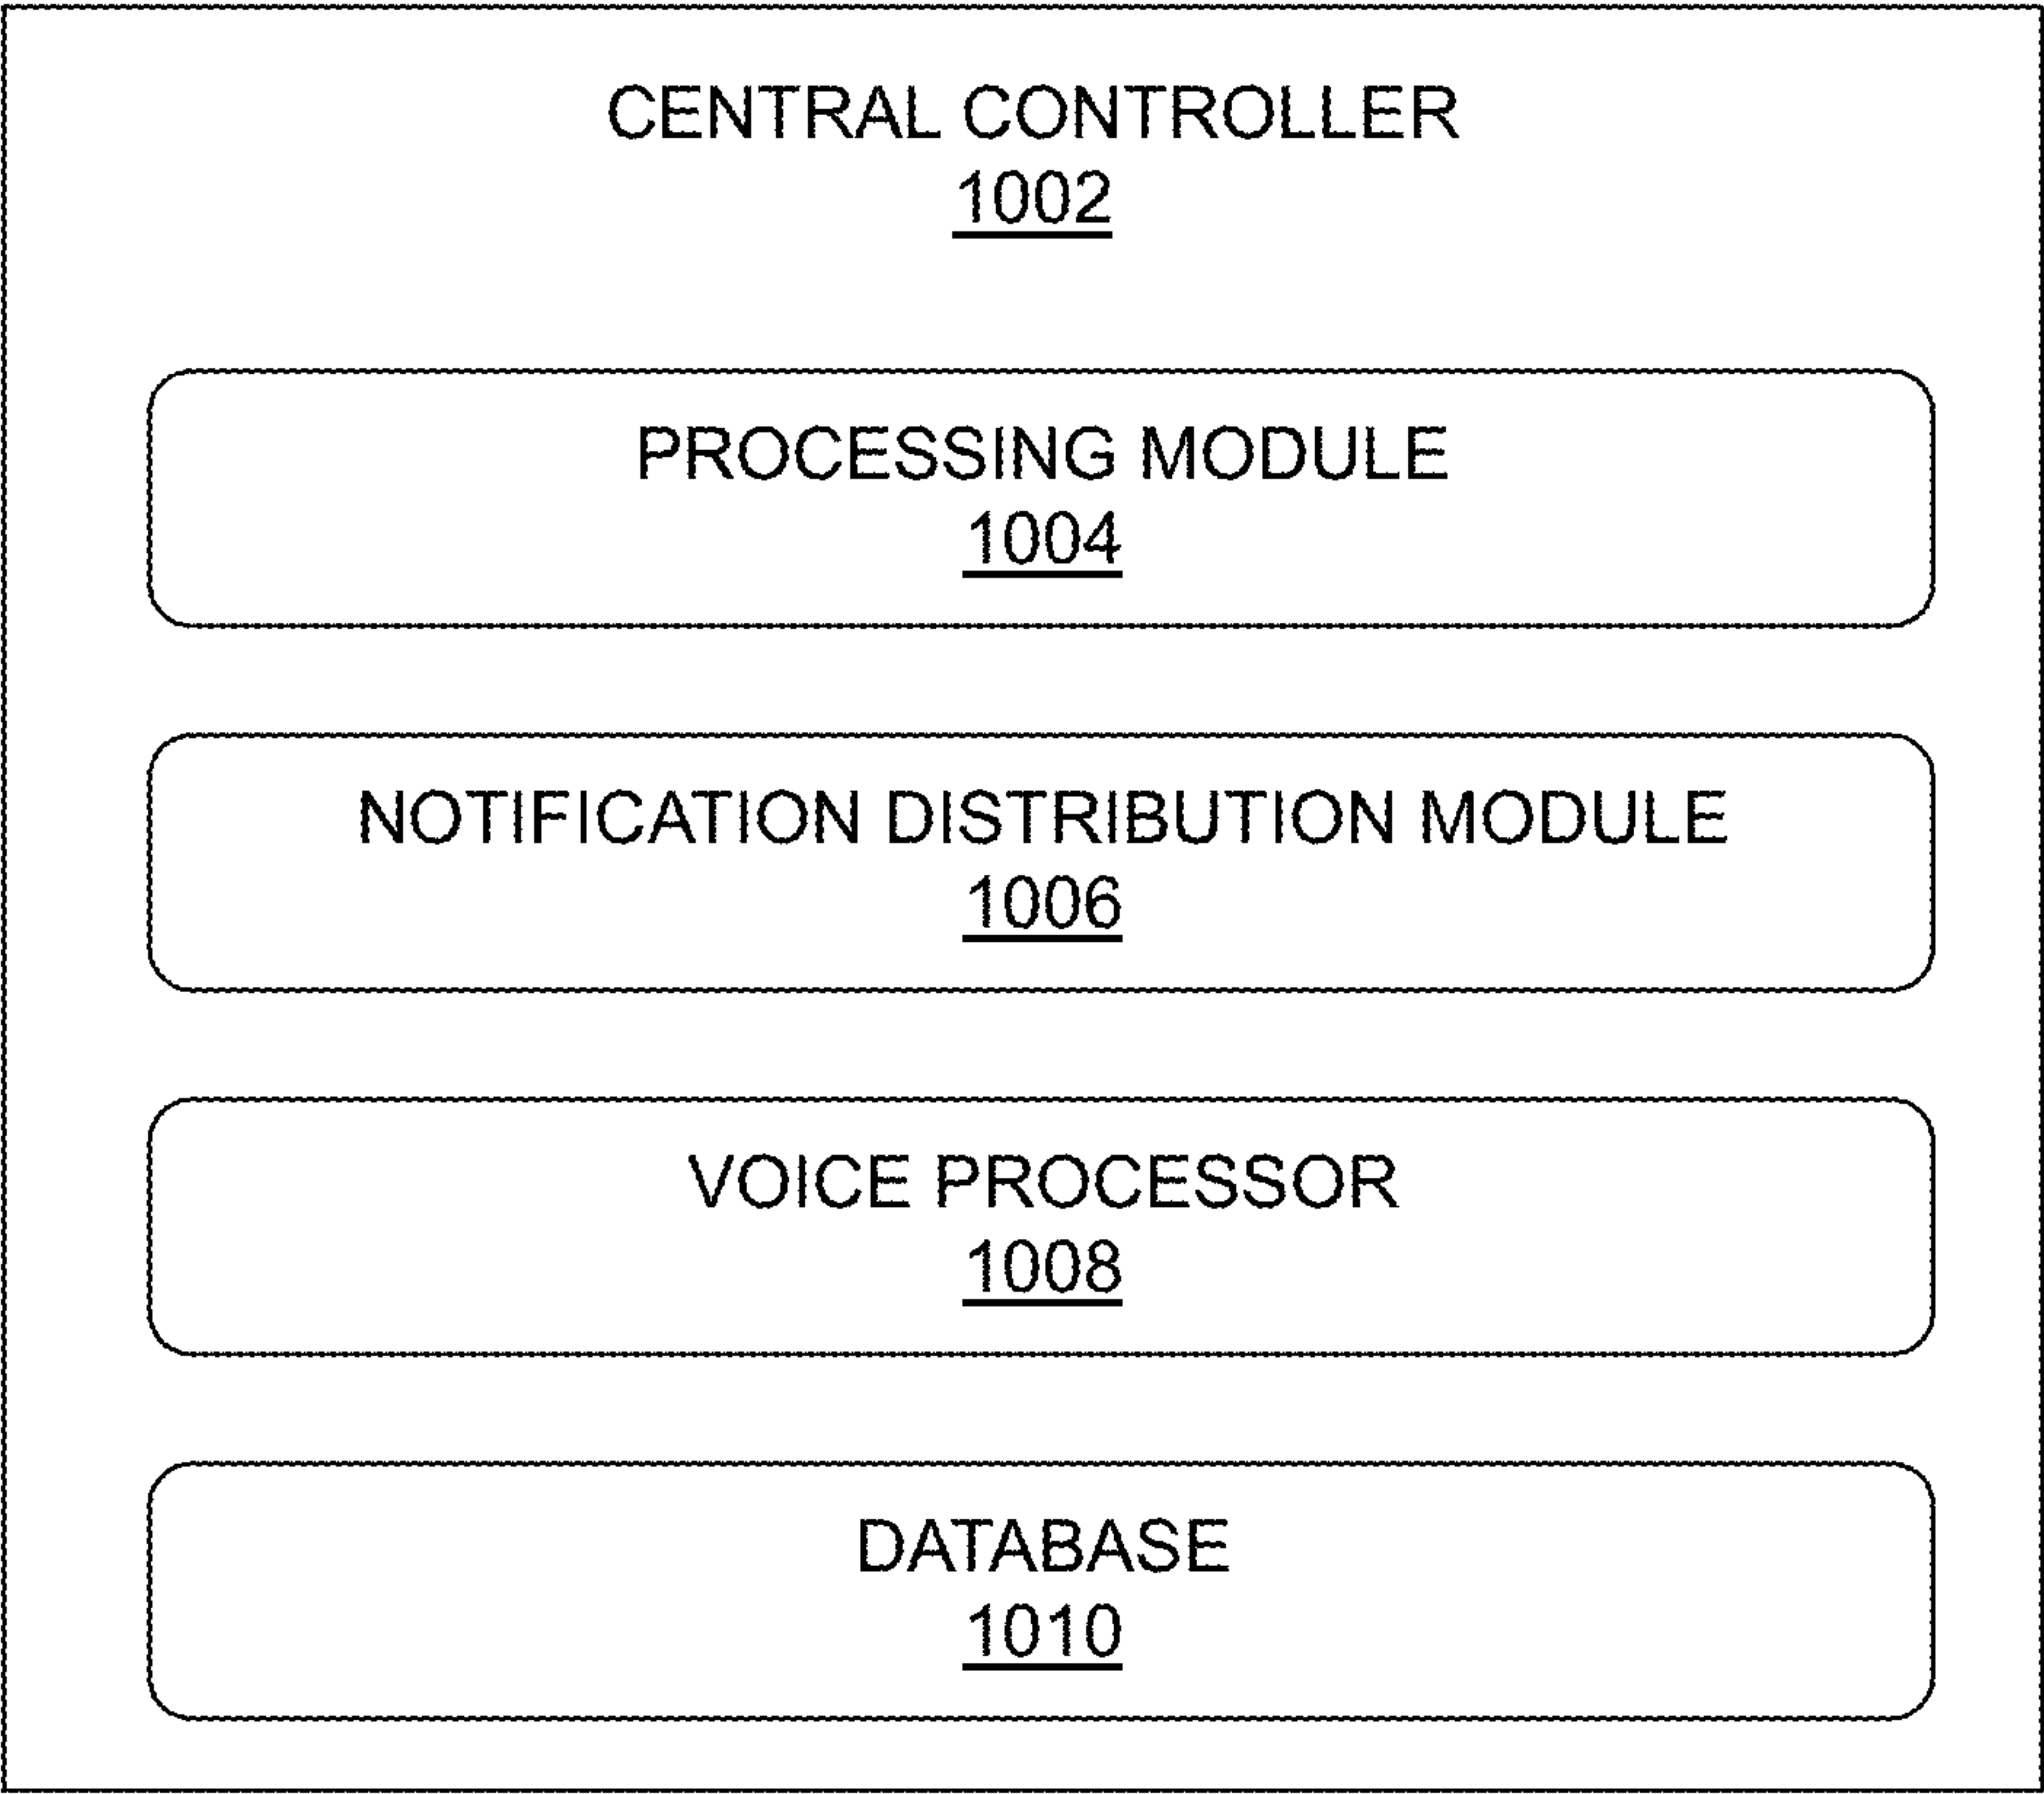 CENTRAL CONTROLLER
1002
PROCESSING MODULE
1004
NOTIFICATION DISTRIBUTION MODULE
1006
VOICE PROCESSOR
1008
DATABASE
1010